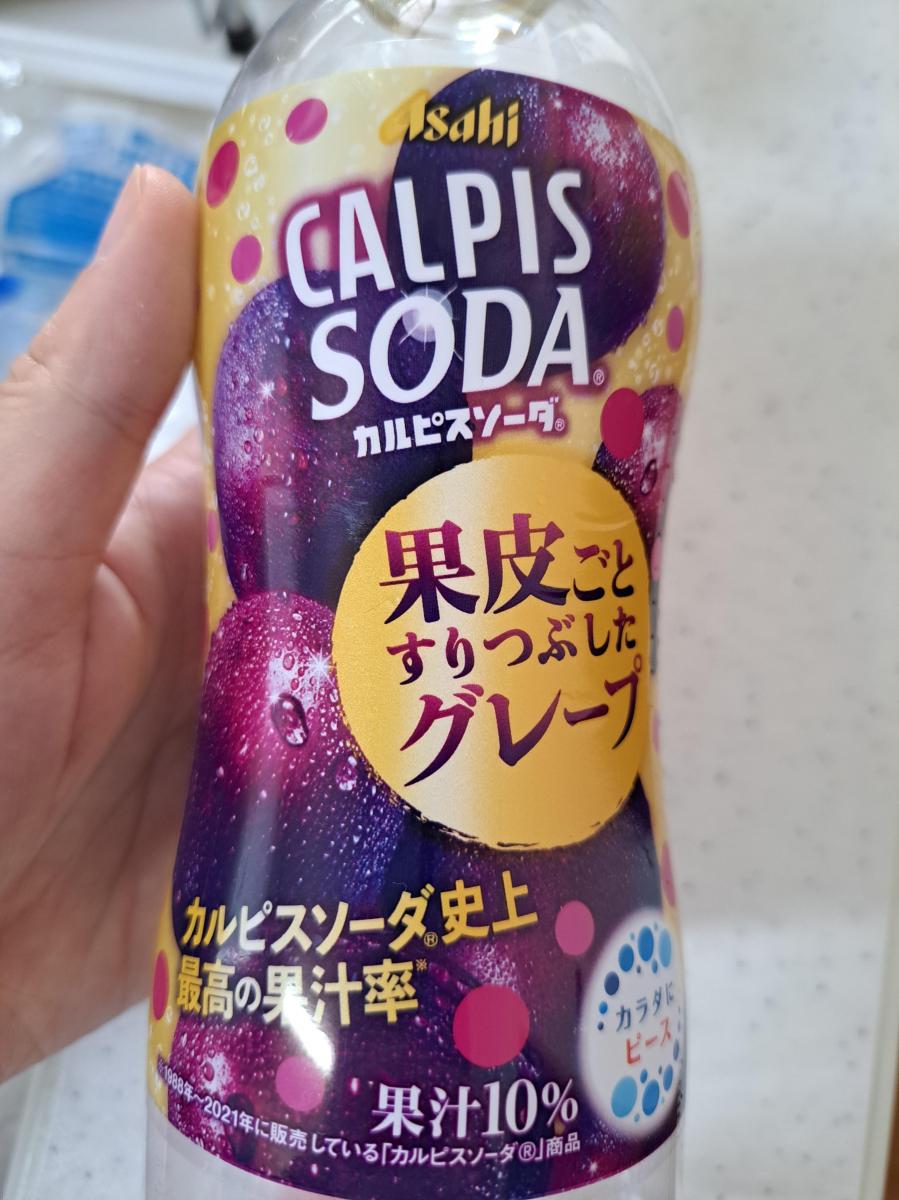 Asahi
CALPIS
SODA®
カルピスソーダ®
果皮ごと
すりつぶした
グレープ
カルピスソーダ®史上
最高の果汁率※
カラダに
ピース
果汁10%
※1988年～2021年に販売している「カルピスソーダ®」商品